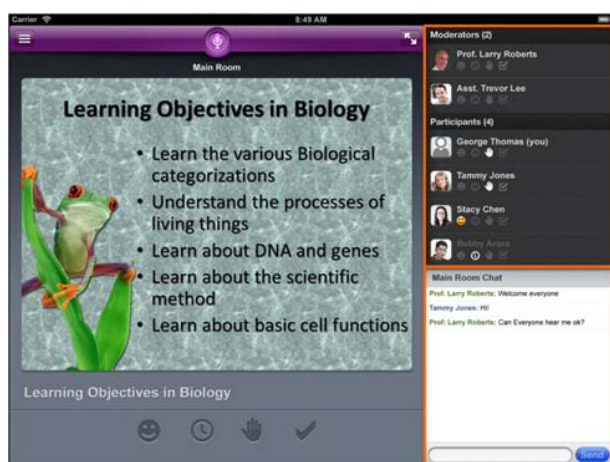 Carrier
8:49 AM
Main Room
Learning Objectives in Biology
• Learn the various Biological
categorizations
• Understand the processes of
living things
• Learn about DNA and genes
• Learn about the scientific
method
• Learn about basic cell functions
Learning Objectives in Biology
Moderators (2)
Prof. Larry Roberts
Asst. Trevor Lee
Participants (4)
George Thomas (you)
Tammy Jones
Stacy Chen
Bobby Arora
Main Room Chat
Prof. Larry Roberts: Welcome everyone
Tammy Jones: Hi!
Prof. Larry Roberts: Can Everyone hear me ok?
Send